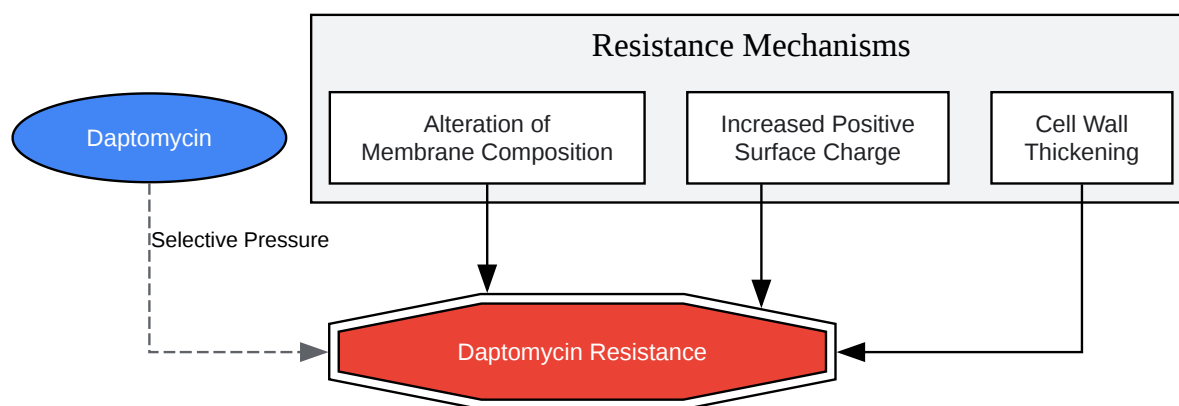 Resistance Mechanisms
Daptomycin
Alteration of
Membrane Composition
Increased Positive
Surface Charge
Cell Wall
Thickening
Selective Pressure
Daptomycin Resistance